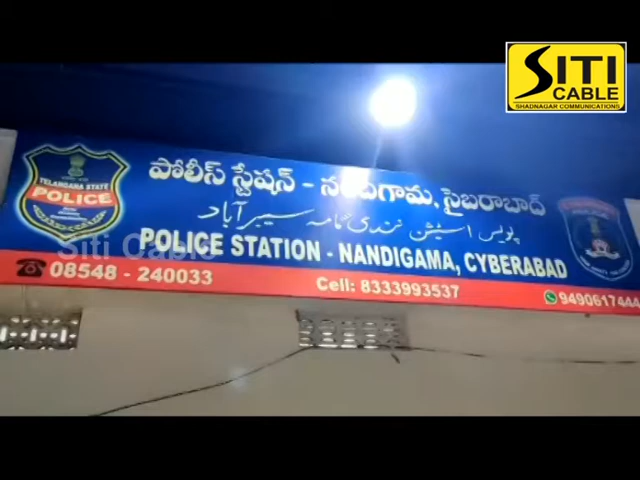 SITI
CABLE
SHADNAGAR COMMUNICATIONS
పోలీస్ స్టేషన్ - నందిగామ, సైబరాబాద్
پولیس اسٹیشن نندی گامہ سیبر آباد
TELANGANA STATE
POLICE
Siti Cable
POLICE STATION - NANDIGAMA, CYBERABAD
08548 - 240033
Cell: 8333993537
9490617444